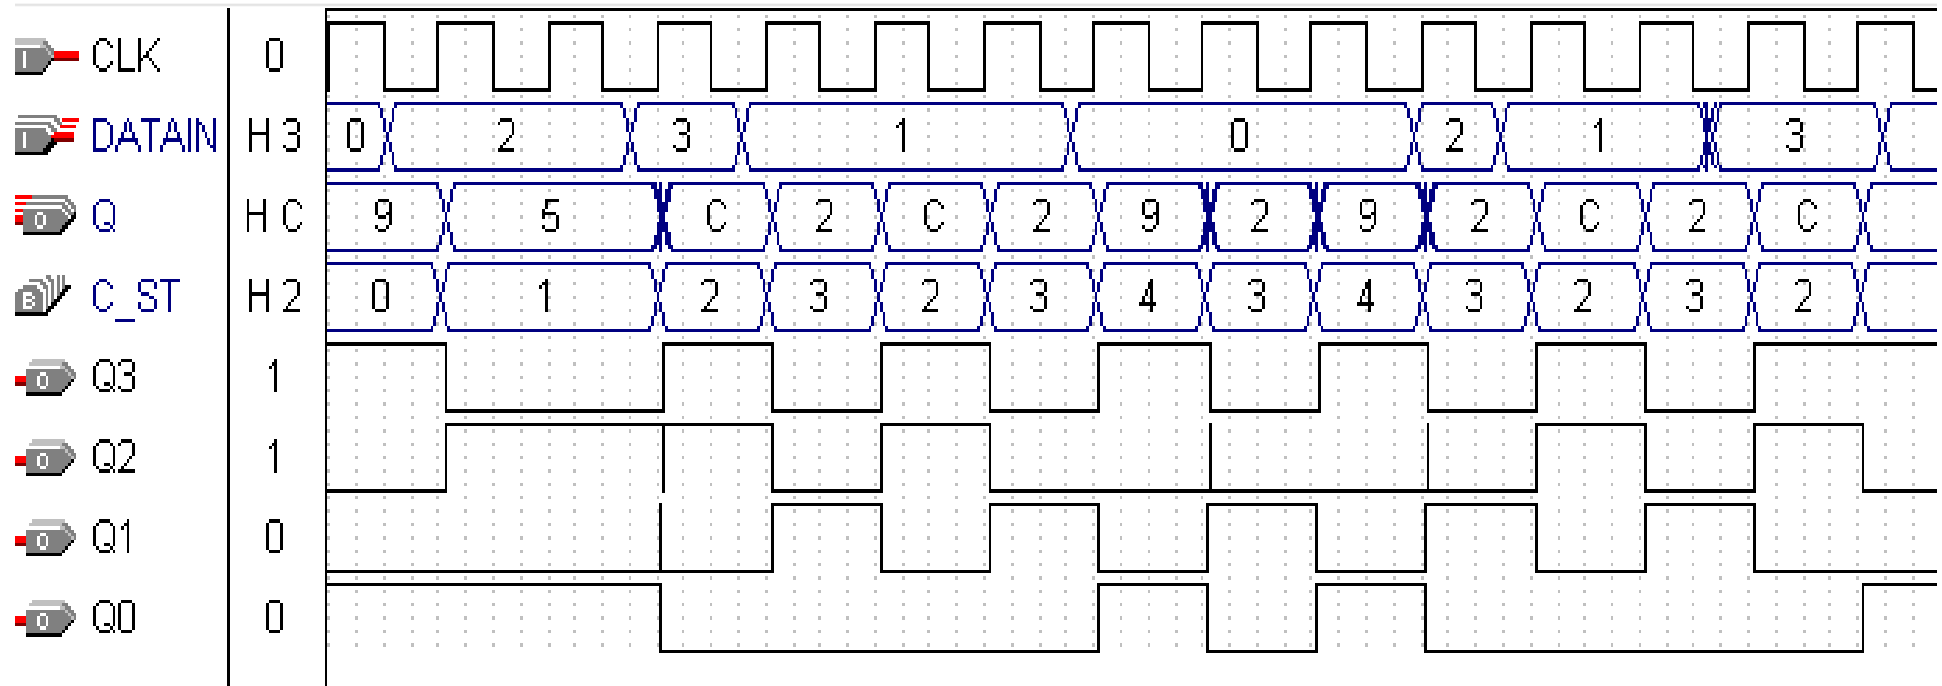 I CLK 0
I DATAIN H 3 0 2 3 1 0 2 1 3
O Q H C 9 5 C 2 C 2 9 2 9 2 C 2 C
B C_ST H 2 0 1 2 3 2 3 4 3 4 3 2 3 2
O Q3 1
O Q2 1
O Q1 0
O Q0 0